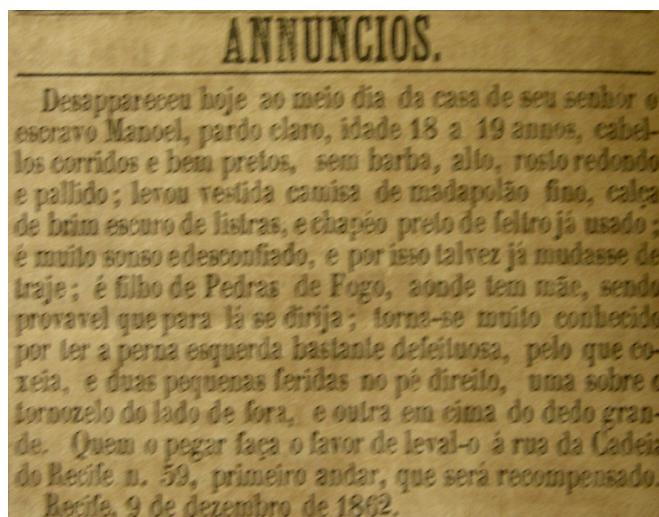 ANNUNCIOS.
Desappareceu hoje ao meio dia da casa de seu senhor o
escravo Manoel, pardo claro, idade 18 a 19 annos, cabel-
los corridos e bem pretos, sem barba, alto, rosto redondo
e pallido; levou vestida camisa de madapolão fino, calça
de brim escuro de listras, e chapéo preto de feltro já usado;
é muito sonso e desconfiado, e por isso talvez já mudasse de
traje; é filho de Pedras de Fogo, aonde tem mãe, sendo
provavel que para lá se dirija; torna-se muito conhecido
por ter a perna esquerda bastante defeituosa, pelo que co-
xeia, e duas pequenas feridas no pé direito, uma sobre o
tornozelo do lado de fora, e outra em cima do dedo gran-
de. Quem o pegar faça o favor de leval-o á rua da Cadeia
do Recife n. 59, primeiro andar, que será recompensado.
Recife, 9 de dezembro de 1862.